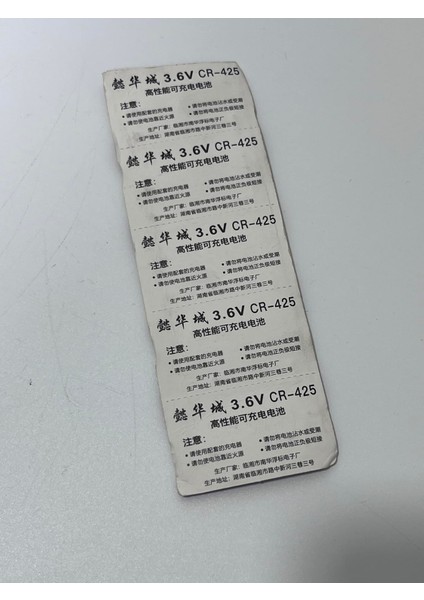 懿华城 3.6V CR-425
高性能可充电电池
注意：
•请使用配套的充电器 •请勿将电池沾水或受潮
•请勿使电池靠近火源 •请勿将电池正负极短接
生产厂家：临湘市南华浮标电子厂
生产地址：湖南省临湘市路中新河三巷三号
懿华城 3.6V CR-425
高性能可充电电池
注意：
•请使用配套的充电器 •请勿将电池沾水或受潮
•请勿使电池靠近火源 •请勿将电池正负极短接
生产厂家：临湘市南华浮标电子厂
生产地址：湖南省临湘市路中新河三巷三号
懿华城 3.6V CR-425
高性能可充电电池
注意：
•请使用配套的充电器 •请勿将电池沾水或受潮
•请勿使电池靠近火源 •请勿将电池正负极短接
生产厂家：临湘市南华浮标电子厂
生产地址：湖南省临湘市路中新河三巷三号
懿华城 3.6V CR-425
高性能可充电电池
注意：
•请使用配套的充电器 •请勿将电池沾水或受潮
•请勿使电池靠近火源 •请勿将电池正负极短接
生产厂家：临湘市南华浮标电子厂
生产地址：湖南省临湘市路中新河三巷三号
懿华城 3.6V CR-425
高性能可充电电池
注意：
•请使用配套的充电器 •请勿将电池沾水或受潮
•请勿使电池靠近火源 •请勿将电池正负极短接
生产厂家：临湘市南华浮标电子厂
生产地址：湖南省临湘市路中新河三巷三号